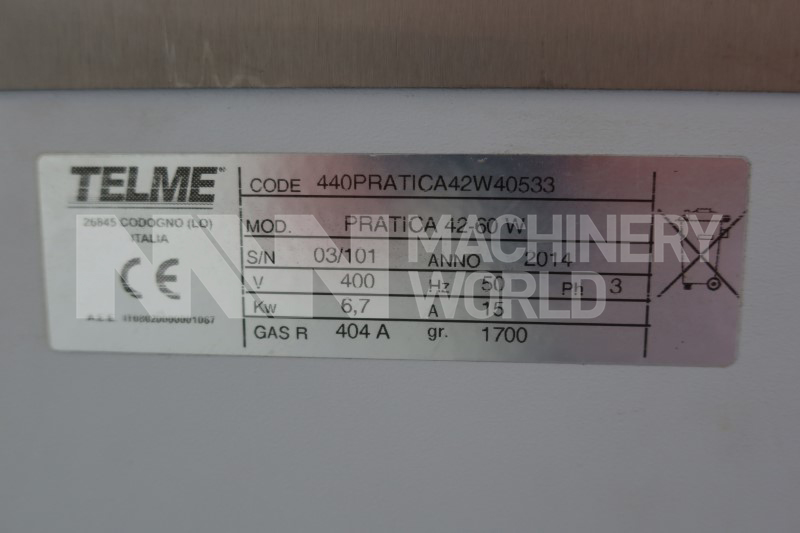 TELME
26845 CODOGNO (LO)
ITALIA
CE
CODE 440PRATICA42W40533
MOD. PRATICA 42-60 W
S/N 03/101 ANNO 2014
V 400 Hz 50 Ph 3
Kw 6,7 A 15
GAS R 404 A gr. 1700
MACHINERY
WORLD